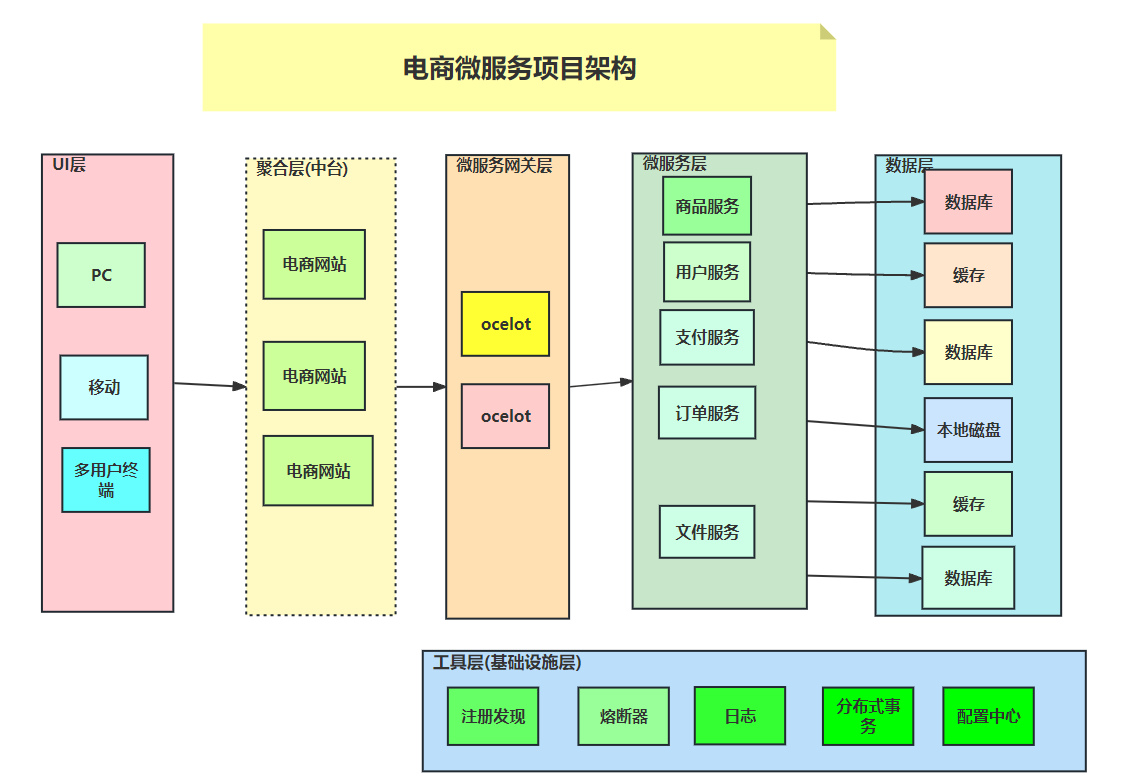 电商微服务项目架构
UI层
PC
移动
多用户终
端
聚合层(中台)
电商网站
电商网站
电商网站
微服务网关层
ocelot
ocelot
微服务层
商品服务
用户服务
支付服务
订单服务
文件服务
数据层
数据库
缓存
数据库
本地磁盘
缓存
数据库
工具层(基础设施层)
注册发现
熔断器
日志
分布式事
务
配置中心